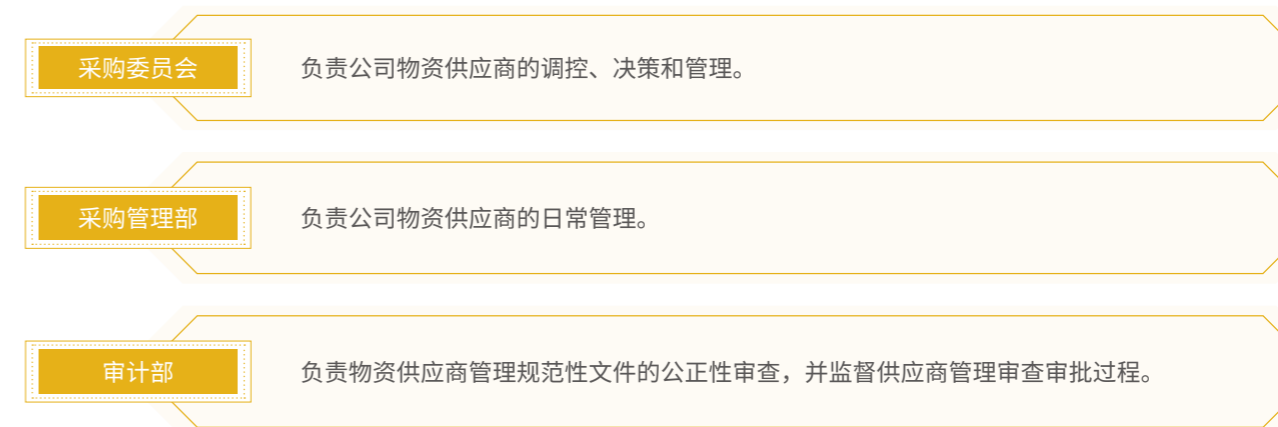 采购委员会
负责公司物资供应商的调控、决策和管理。
采购管理部
负责公司物资供应商的日常管理。
审计部
负责物资供应商管理规范性文件的公正性审查，并监督供应商管理审查审批过程。